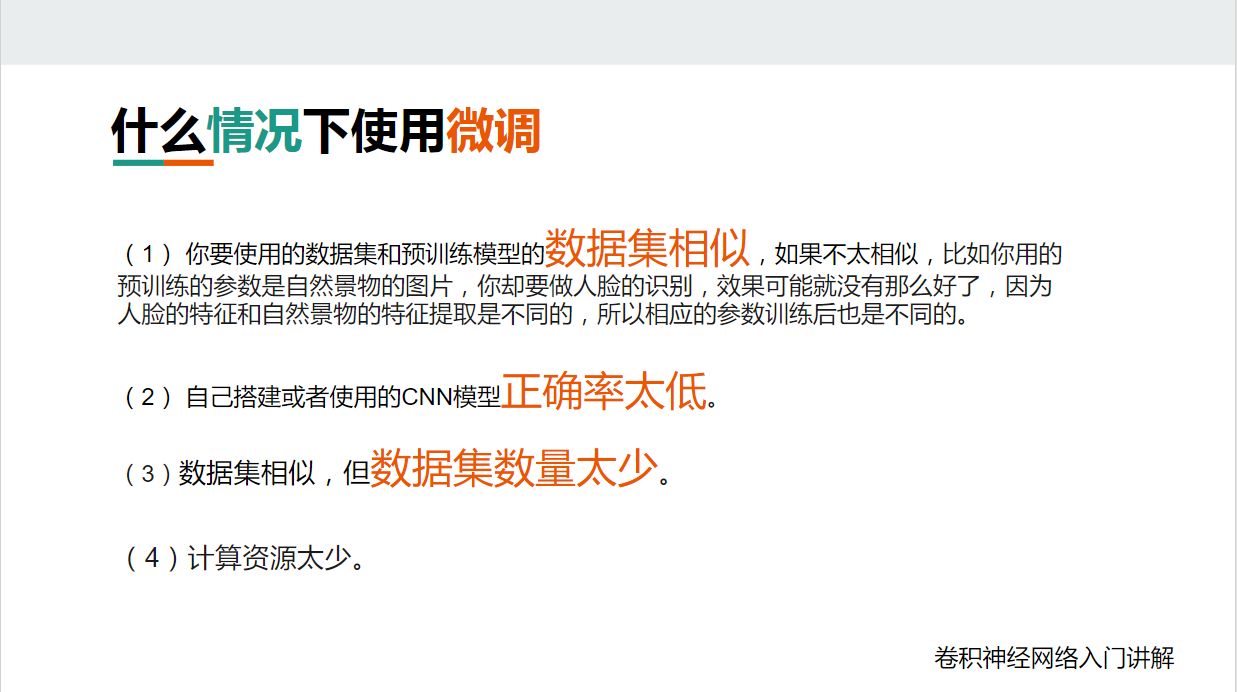 什么情况下使用微调
（1） 你要使用的数据集和预训练模型的数据集相似，如果不太相似，比如你用的
预训练的参数是自然景物的图片，你却要做人脸的识别，效果可能就没有那么好了，因为
人脸的特征和自然景物的特征提取是不同的，所以相应的参数训练后也是不同的。
（2） 自己搭建或者使用的CNN模型正确率太低。
（3）数据集相似，但数据集数量太少。
（4）计算资源太少。
卷积神经网络入门讲解